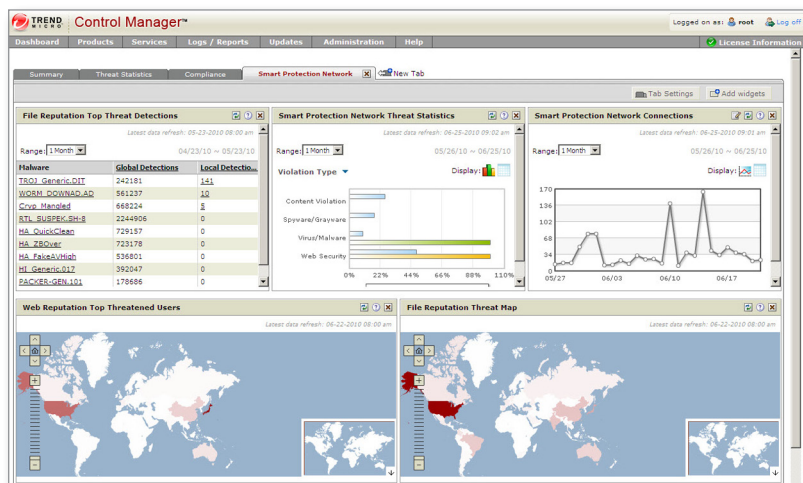 TREND MICRO Control Manager™ Logged on as: root Log off
Dashboard Products Services Logs / Reports Updates Administration Help License Information
Summary Threat Statistics Compliance Smart Protection Network New Tab
Tab Settings Add widgets
File Reputation Top Threat Detections
Latest data refresh: 05-23-2010 08:00 am
Range: 1 Month 04/23/10 ~ 05/23/10
Malware Global Detections Local Detectio...
TROJ_Generic.DIT 242181 141
WORM_DOWNAD.AD 561237 10
Cryp_Mangled 668224 5
RTL_SUSPEK.SH-8 2244906 0
HA_QuickClean 729157 0
HA_ZBOver 723178 0
HA_FakeAVHigh 536801 0
HI_Generic.017 392047 0
PACKER-GEN.101 178686 0
Smart Protection Network Threat Statistics
Latest data refresh: 06-25-2010 09:02 am
Range: 1 Month 05/26/10 ~ 06/25/10
Violation Type Display:
Content Violation
Spyware/Grayware
Virus/Malware
Web Security
0% 22% 44% 66% 88% 110%
Smart Protection Network Connections
Latest data refresh: 06-25-2010 09:01 am
Range: 1 Month 05/26/10 ~ 06/25/10
Display:
170
136
102
68
34
0
05/27 06/03 06/10 06/17
Web Reputation Top Threatened Users
Latest data refresh: 06-22-2010 08:00 am
File Reputation Threat Map
Latest data refresh: 06-22-2010 08:00 am